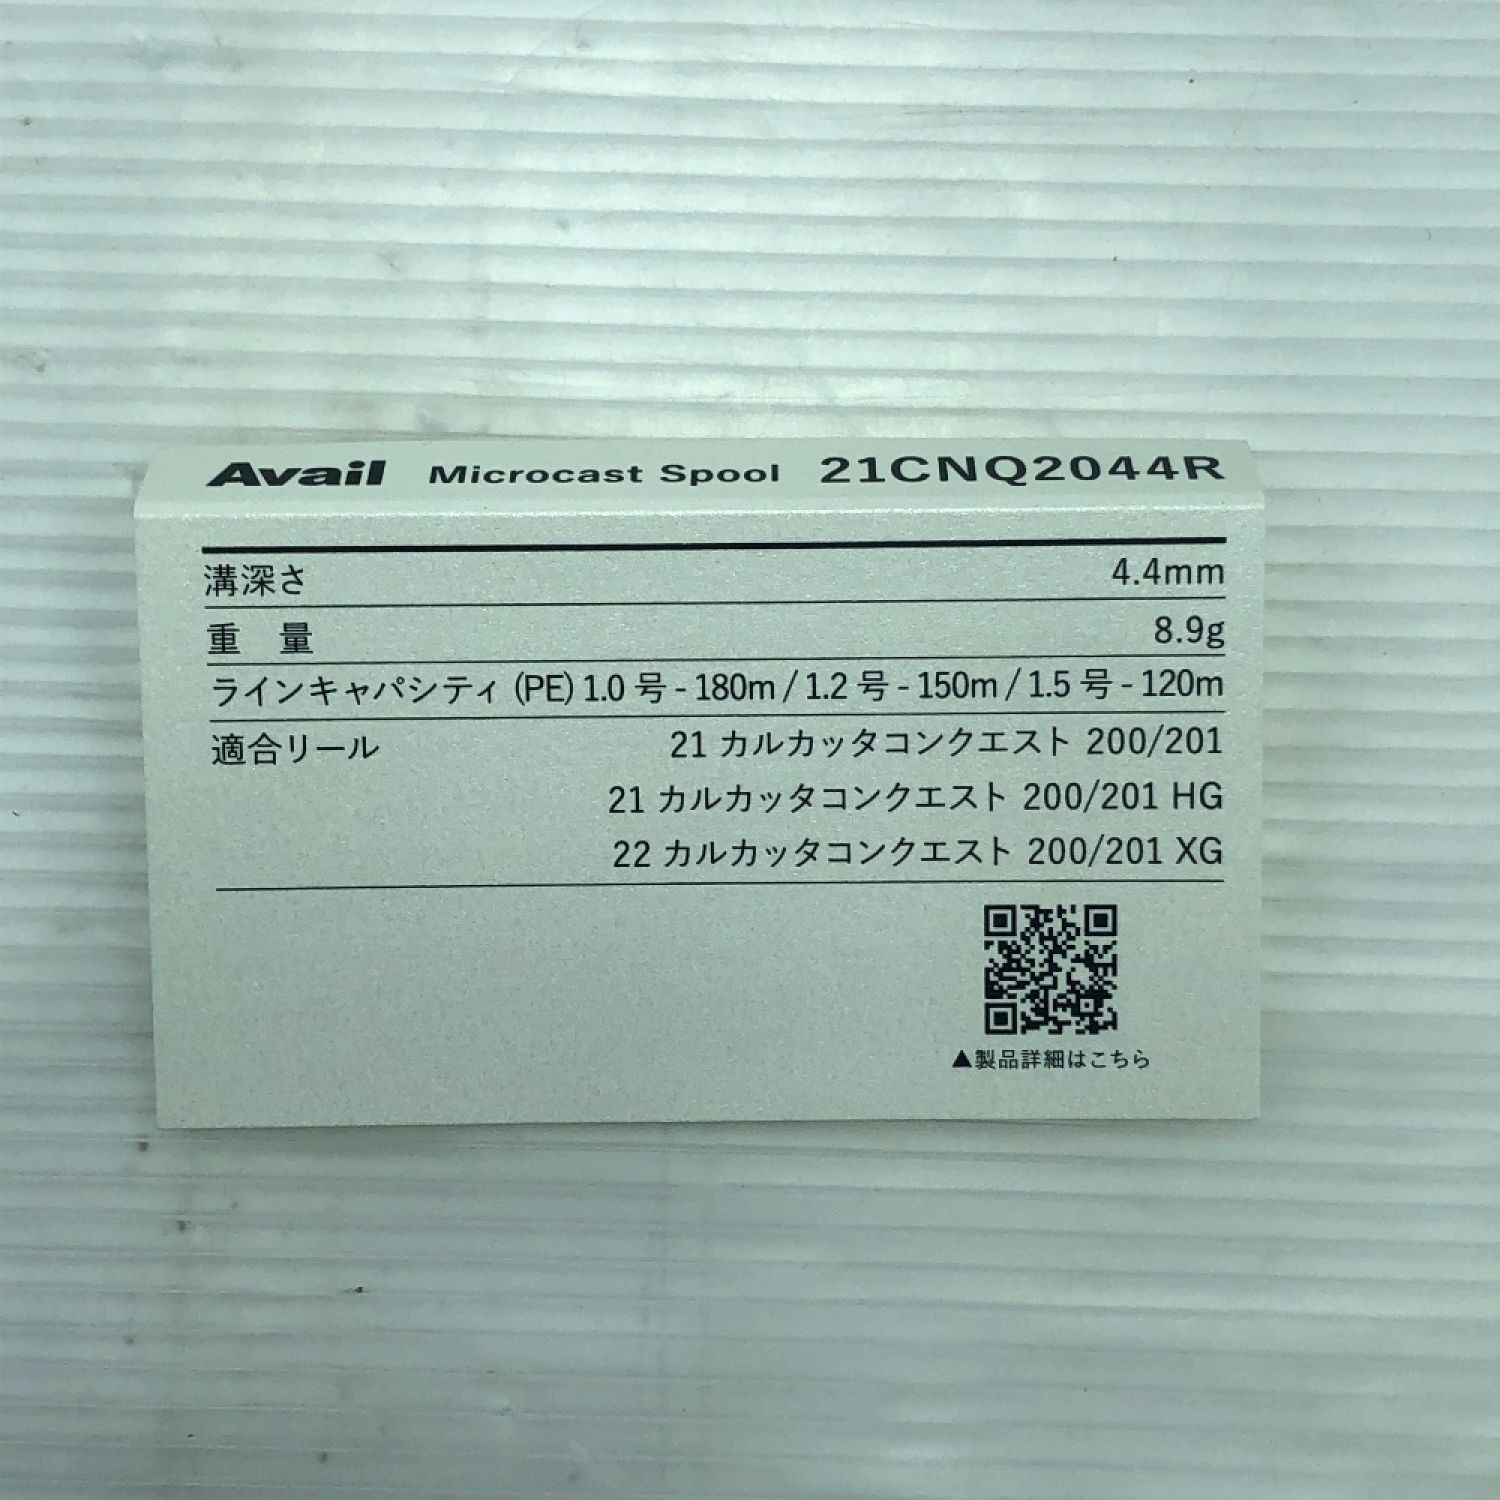 Avail Microcast Spool 21CNQ2044R
溝深さ 4.4mm
重　量 8.9g
ラインキャパシティ (PE) 1.0 号 - 180m / 1.2 号 - 150m / 1.5 号 - 120m
適合リール 21 カルカッタコンクエスト 200/201
21 カルカッタコンクエスト 200/201 HG
22 カルカッタコンクエスト 200/201 XG
▲製品詳細はこちら